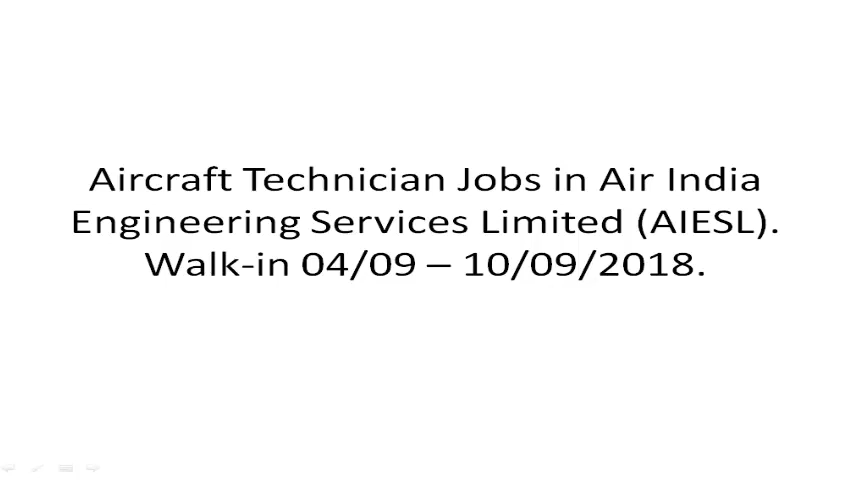 Aircraft Technician Jobs in Air India
Engineering Services Limited (AIESL).
Walk-in 04/09 – 10/09/2018.